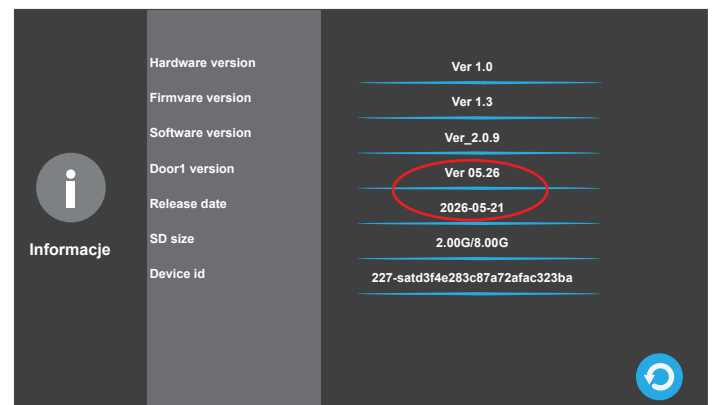 Hardware version
Ver 1.0
Firmvare version
Ver 1.3
Software version
Ver_2.0.9
Door1 version
Ver 05.26
Release date
2026-05-21
SD size
2.00G/8.00G
Device id
227-satd3f4e283c87a72afac323ba
Informacje